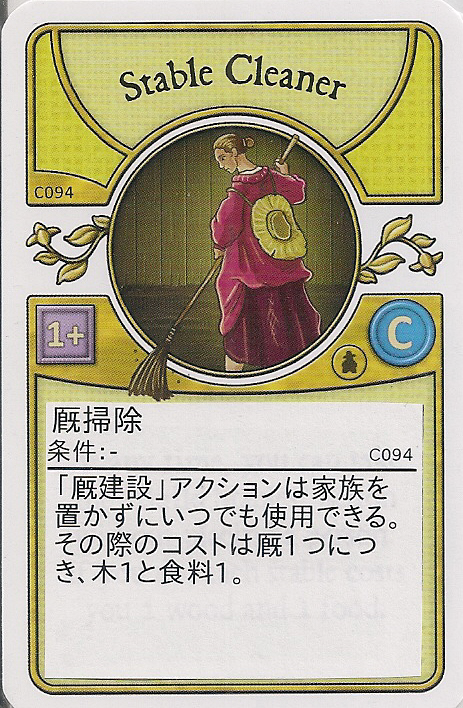 Stable Cleaner
C094
1+
C
厩掃除
条件:-
C094
「厩建設」アクションは家族を
置かずにいつでも使用できる。
その際のコストは厩1つにつ
き、木1と食料1。